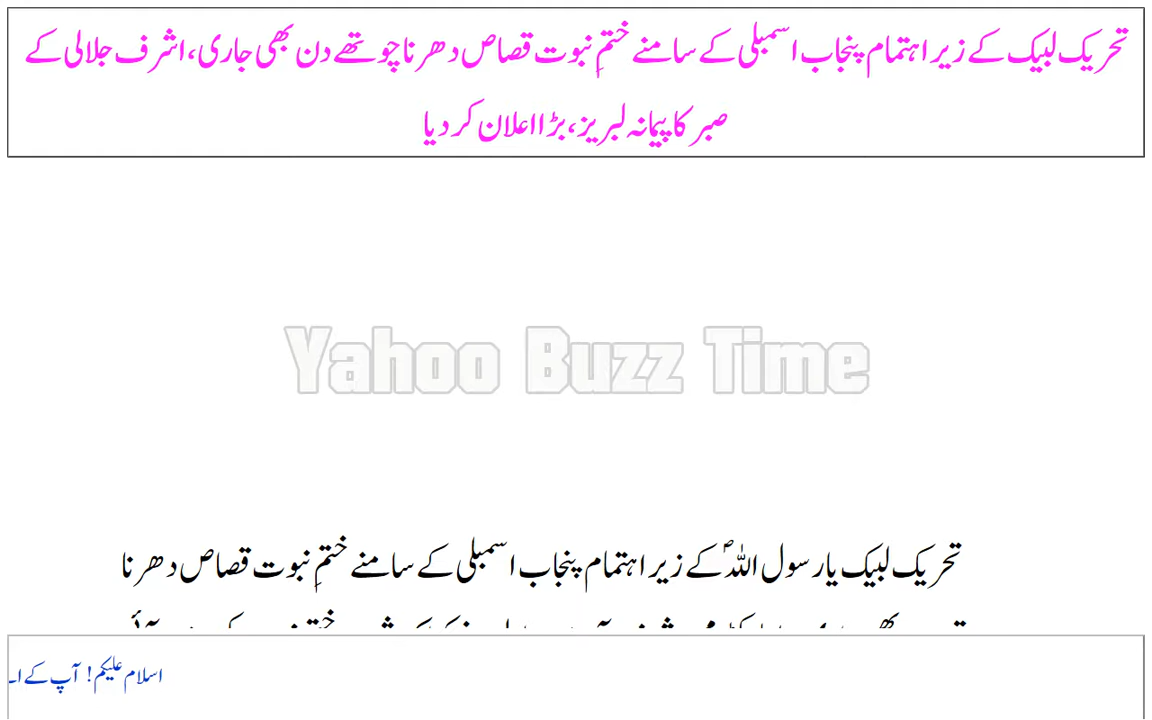 تحریک لبیک کے زیر اہتمام پنجاب اسمبلی کے سامنے ختمِ نبوت قصاص دھرنا چوتھے دن بھی جاری، اشرف جلالی کے
صبر کا پیمانہ لبریز، بڑا اعلان کر دیا
Yahoo Buzz Time
تحریک لبیک یارسول اللہؐ کے زیر اہتمام پنجاب اسمبلی کے سامنے ختمِ نبوت قصاص دھرنا
اسلام علیکم! آپ کے